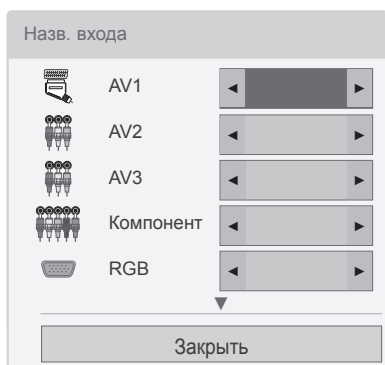 Назв. входа
AV1
AV2
AV3
Компонент
RGB
Закрыть